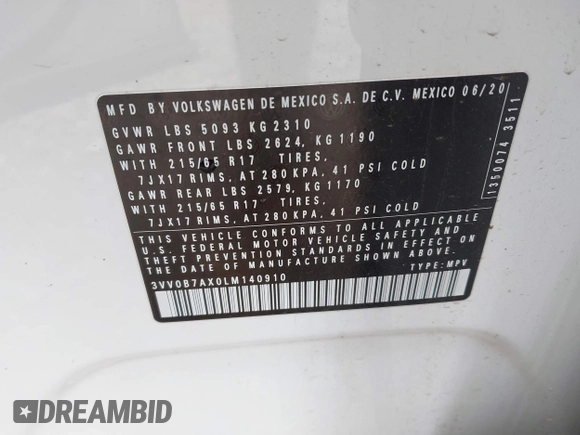 MFD BY VOLKSWAGEN DE MEXICO S.A. DE C.V. MEXICO 06/20
GVWR LBS 5093 KG 2310
GAWR FRONT LBS 2624, KG 1190
WITH 215/65 R17 TIRES.
7JX17 RIMS, AT 280 KPA, 41 PSI COLD
GAWR REAR LBS 2579, KG 1170
WITH 215/65 R17 TIRES.
7JX17 RIMS, AT 280 KPA, 41 PSI COLD
THIS VEHICLE CONFORMS TO ALL APPLICABLE
U.S. FEDERAL MOTOR VEHICLE SAFETY AND
THEFT PREVENTION STANDARDS IN EFFECT ON
THE DATE OF MANUFACTURE SHOWN ABOVE.
3VV0B7AX0LM140910
TYPE: MPV
1350074 3511
DREAMBID